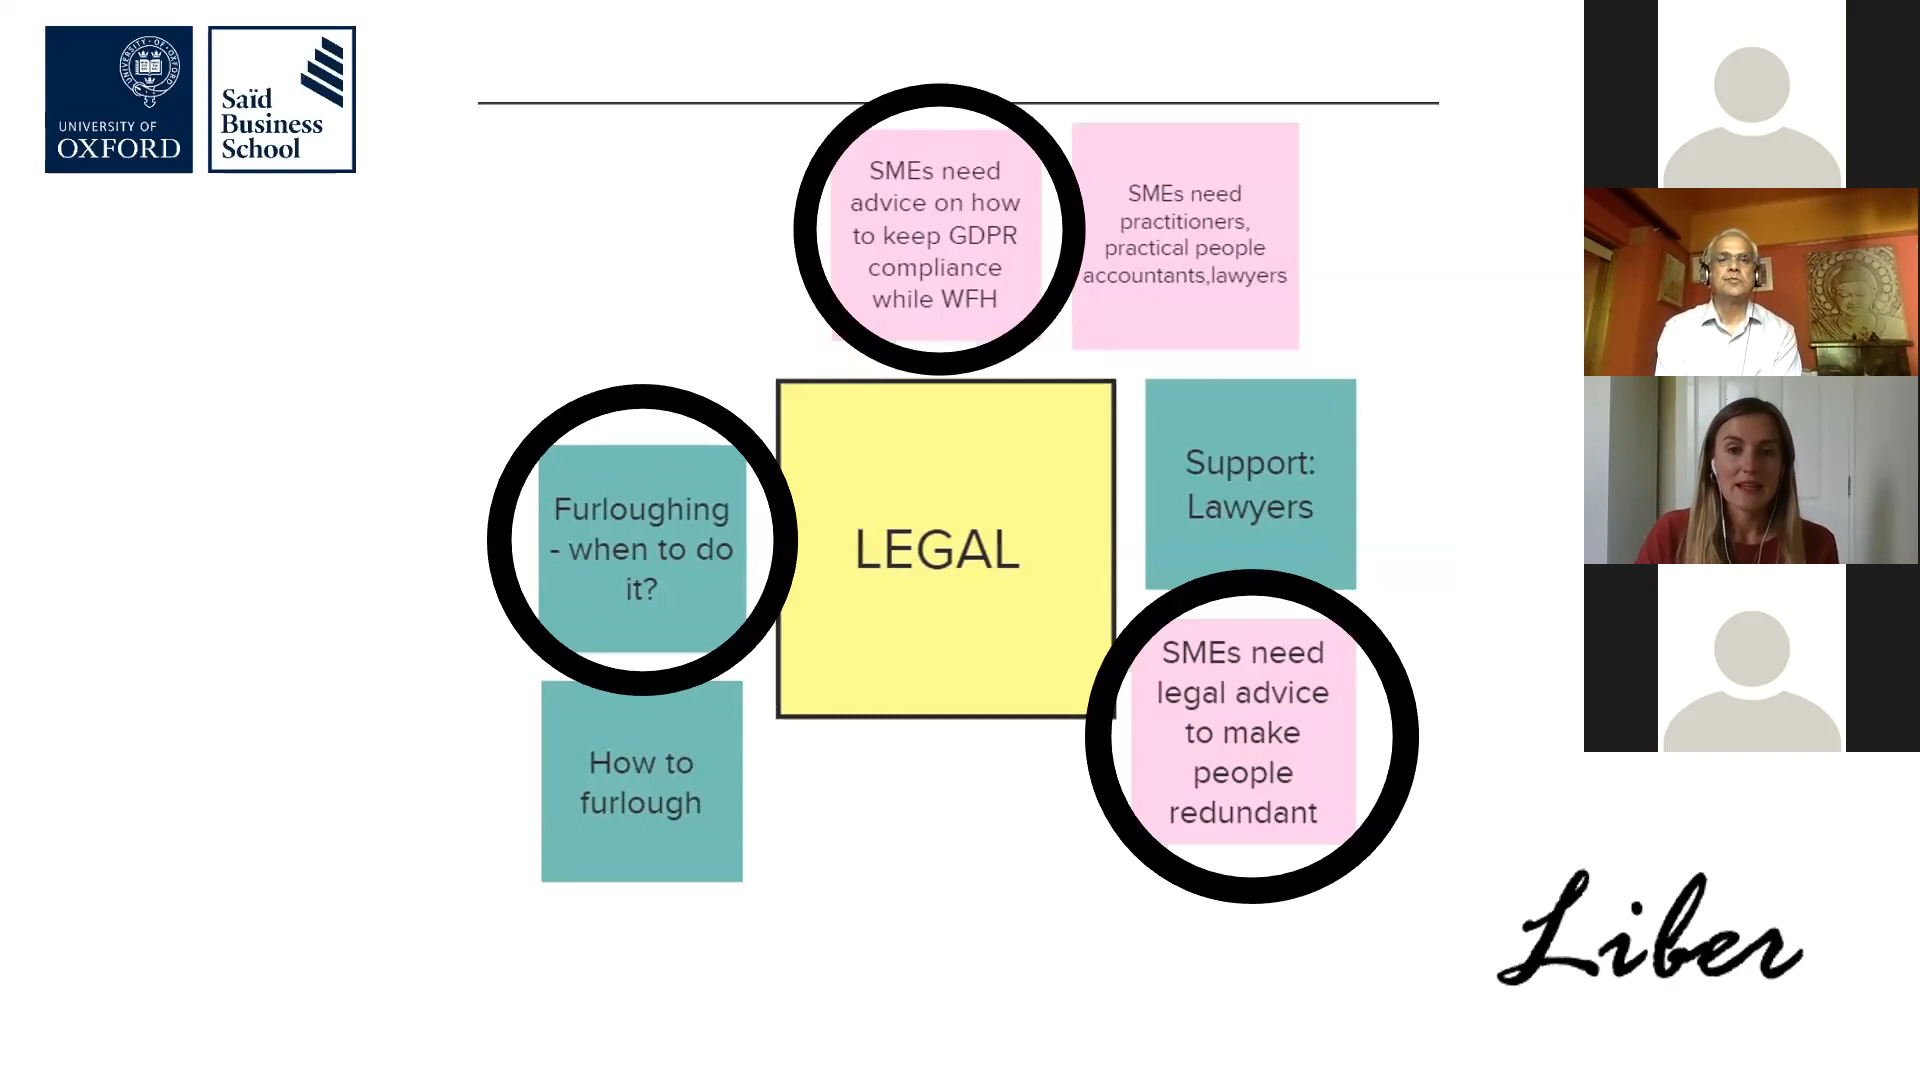 UNIVERSITY OF
OXFORD
Saïd
Business
School
SMEs need
advice on how
to keep GDPR
compliance
while WFH
SMEs need
practitioners,
practical people
accountants,lawyers
Furloughing
- when to do
it?
LEGAL
Support:
Lawyers
How to
furlough
SMEs need
legal advice
to make
people
redundant
Liber